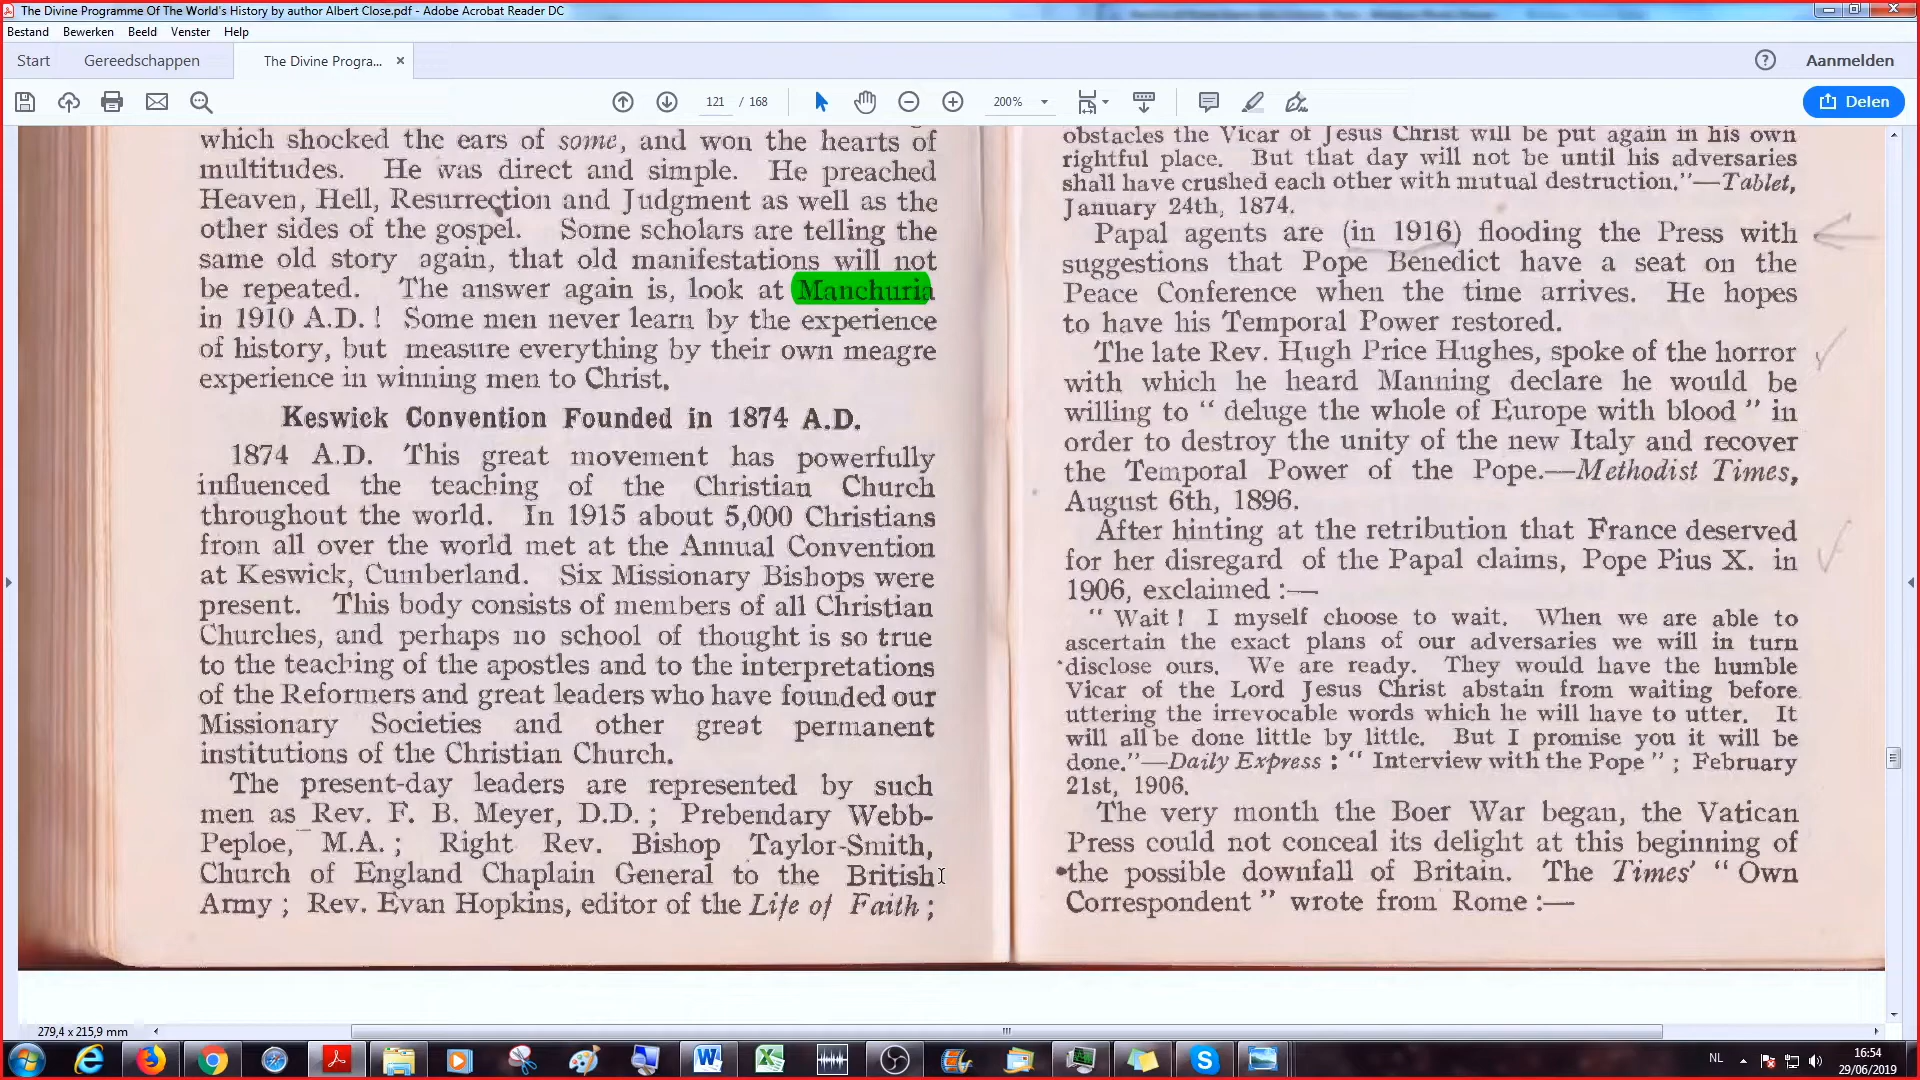 The Divine Programme Of The World's History by author Albert Close.pdf - Adobe Acrobat Reader DC
Bestand Bewerken Beeld Venster Help
Start Gereedschappen The Divine Progra... × Aanmelden
121 / 168 200% Delen
which shocked the ears of some, and won the hearts of
multitudes. He was direct and simple. He preached
Heaven, Hell, Resurrection and Judgment as well as the
other sides of the gospel. Some scholars are telling the
same old story again, that old manifestations will not
be repeated. The answer again is, look at Manchuria
in 1910 A.D.! Some men never learn by the experience
of history, but measure everything by their own meagre
experience in winning men to Christ.
Keswick Convention Founded in 1874 A.D.
1874 A.D. This great movement has powerfully
influenced the teaching of the Christian Church
throughout the world. In 1915 about 5,000 Christians
from all over the world met at the Annual Convention
at Keswick, Cumberland. Six Missionary Bishops were
present. This body consists of members of all Christian
Churches, and perhaps no school of thought is so true
to the teaching of the apostles and to the interpretations
of the Reformers and great leaders who have founded our
Missionary Societies and other great permanent
institutions of the Christian Church.
The present-day leaders are represented by such
men as Rev. F. B. Meyer, D.D.; Prebendary Webb-
Peploe, M.A.; Right Rev. Bishop Taylor-Smith,
Church of England Chaplain General to the British
Army; Rev. Evan Hopkins, editor of the Life of Faith;
obstacles the Vicar of Jesus Christ will be put again in his own
rightful place. But that day will not be until his adversaries
shall have crushed each other with mutual destruction."—Tablet,
January 24th, 1874.
Papal agents are (in 1916) flooding the Press with
suggestions that Pope Benedict have a seat on the
Peace Conference when the time arrives. He hopes
to have his Temporal Power restored.
The late Rev. Hugh Price Hughes, spoke of the horror
with which he heard Manning declare he would be
willing to "deluge the whole of Europe with blood" in
order to destroy the unity of the new Italy and recover
the Temporal Power of the Pope.—Methodist Times,
August 6th, 1896.
After hinting at the retribution that France deserved
for her disregard of the Papal claims, Pope Pius X. in
1906, exclaimed:—
"Wait! I myself choose to wait. When we are able to
ascertain the exact plans of our adversaries we will in turn
disclose ours. We are ready. They would have the humble
Vicar of the Lord Jesus Christ abstain from waiting before
uttering the irrevocable words which he will have to utter. It
will all be done little by little. But I promise you it will be
done."—Daily Express: "Interview with the Pope"; February
21st, 1906.
The very month the Boer War began, the Vatican
Press could not conceal its delight at this beginning of
the possible downfall of Britain. The Times' "Own
Correspondent" wrote from Rome:—
279,4 x 215,9 mm
NL 16:54
29/06/2019